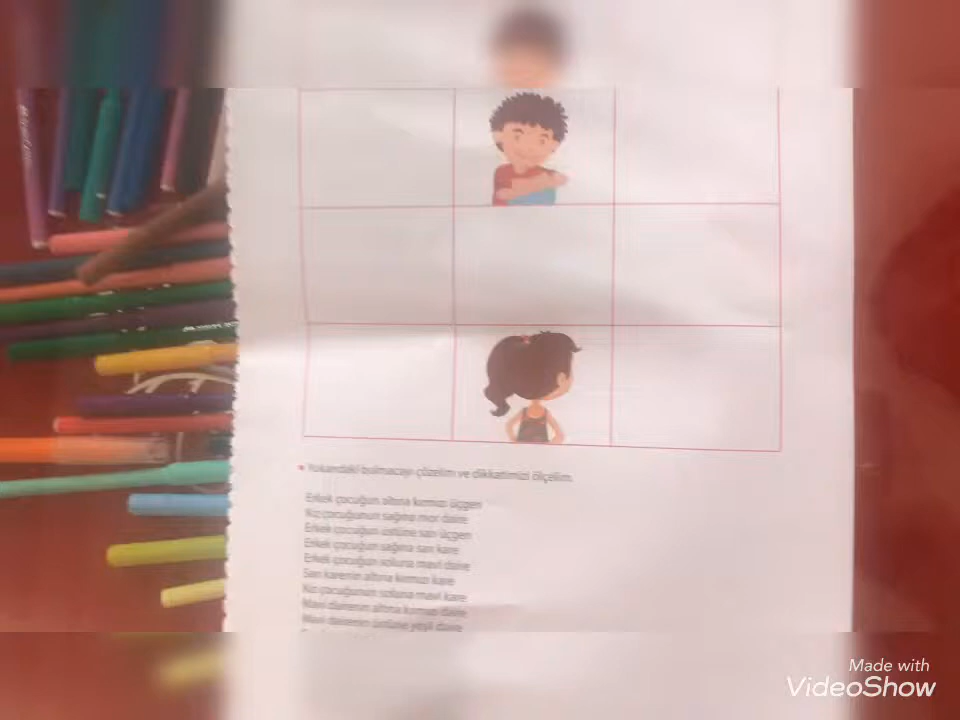 Yukarıdaki bulmacayı çözelim ve dikkatimizi ölçelim.
Erkek çocuğun altına kırmızı üçgen
Kız çocuğunun sağına mor daire
Erkek çocuğun üstüne sarı üçgen
Erkek çocuğun sağına sarı kare
Erkek çocuğun soluna mavi daire
Sarı karenin altına kırmızı kare
Kız çocuğunun soluna mavi kare
Mavi dairenin altına kırmızı daire
Mavi dairenin üstüne yeşil daire
Made with
VideoShow